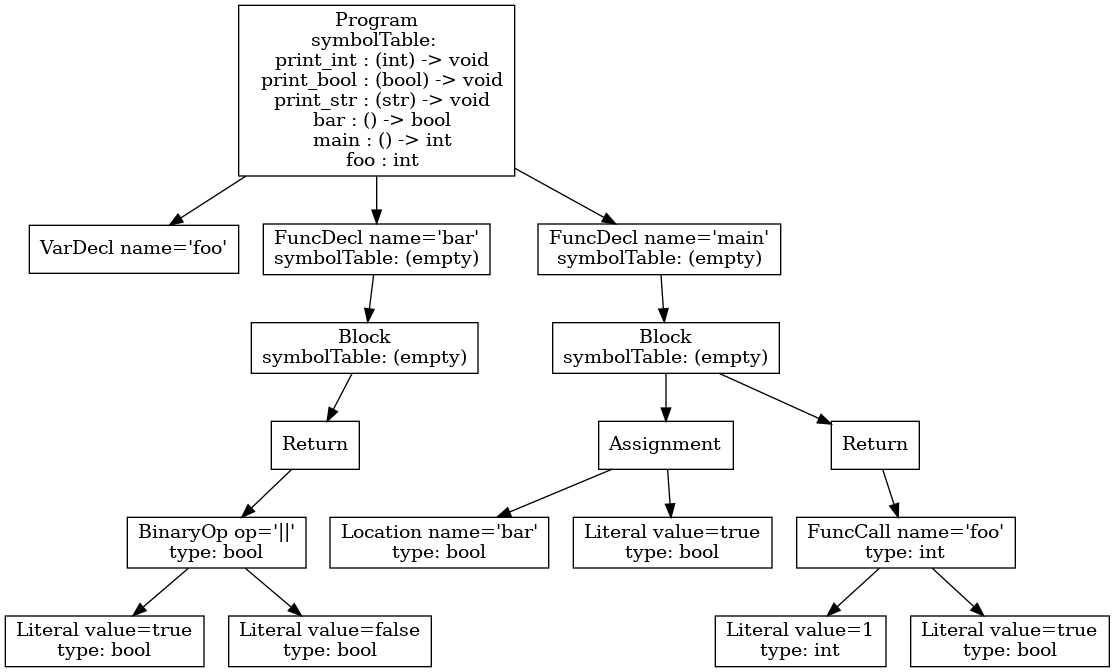 Program
symbolTable:
print_int : (int) -> void
print_bool : (bool) -> void
print_str : (str) -> void
bar : () -> bool
main : () -> int
foo : int
VarDecl name='foo'
FuncDecl name='bar'
symbolTable: (empty)
FuncDecl name='main'
symbolTable: (empty)
Block
symbolTable: (empty)
Block
symbolTable: (empty)
Return
Assignment
Return
BinaryOp op='||'
type: bool
Location name='bar'
type: bool
Literal value=true
type: bool
FuncCall name='foo'
type: int
Literal value=true
type: bool
Literal value=false
type: bool
Literal value=1
type: int
Literal value=true
type: bool